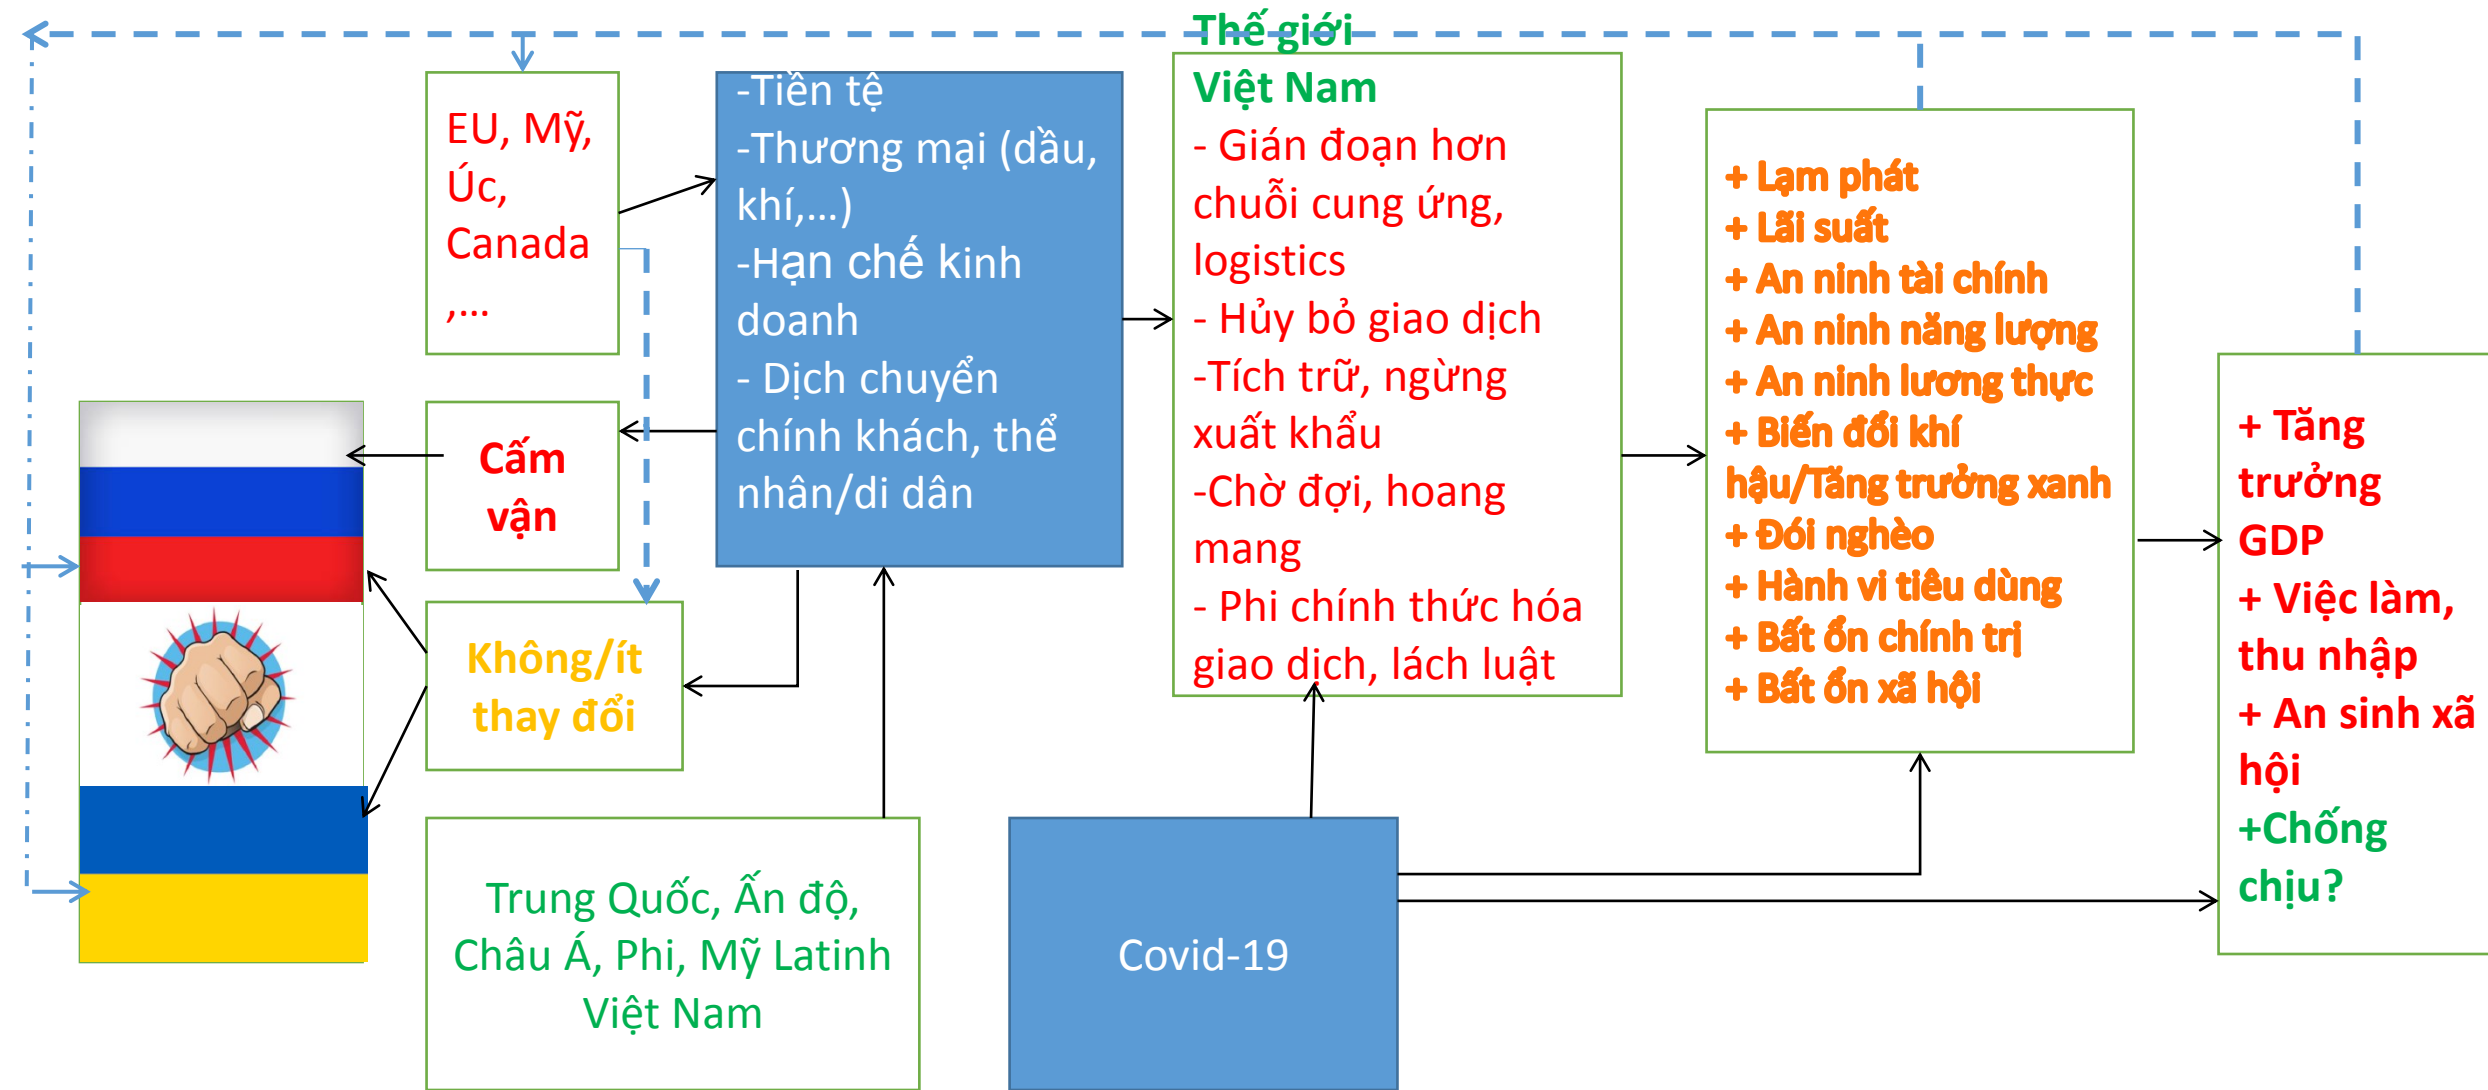 EU, Mỹ,
Úc,
Canada
,...
Cấm
vận
Không/ít
thay đổi
Trung Quốc, Ấn độ,
Châu Á, Phi, Mỹ Latinh
Việt Nam
-Tiền tệ
-Thương mại (dầu,
khí,...)
-Hạn chế kinh
doanh
- Dịch chuyển
chính khách, thể
nhân/di dân
Thế giới
Việt Nam
- Gián đoạn hơn
chuỗi cung ứng,
logistics
- Hủy bỏ giao dịch
-Tích trữ, ngừng
xuất khẩu
-Chờ đợi, hoang
mang
- Phi chính thức hóa
giao dịch, lách luật
Covid-19
+ Lạm phát
+ Lãi suất
+ An ninh tài chính
+ An ninh năng lượng
+ An ninh lương thực
+ Biến đổi khí
hậu/Tăng trưởng xanh
+ Đói nghèo
+ Hành vi tiêu dùng
+ Bất ổn chính trị
+ Bất ổn xã hội
+ Tăng
trưởng
GDP
+ Việc làm,
thu nhập
+ An sinh xã
hội
+Chống
chịu?